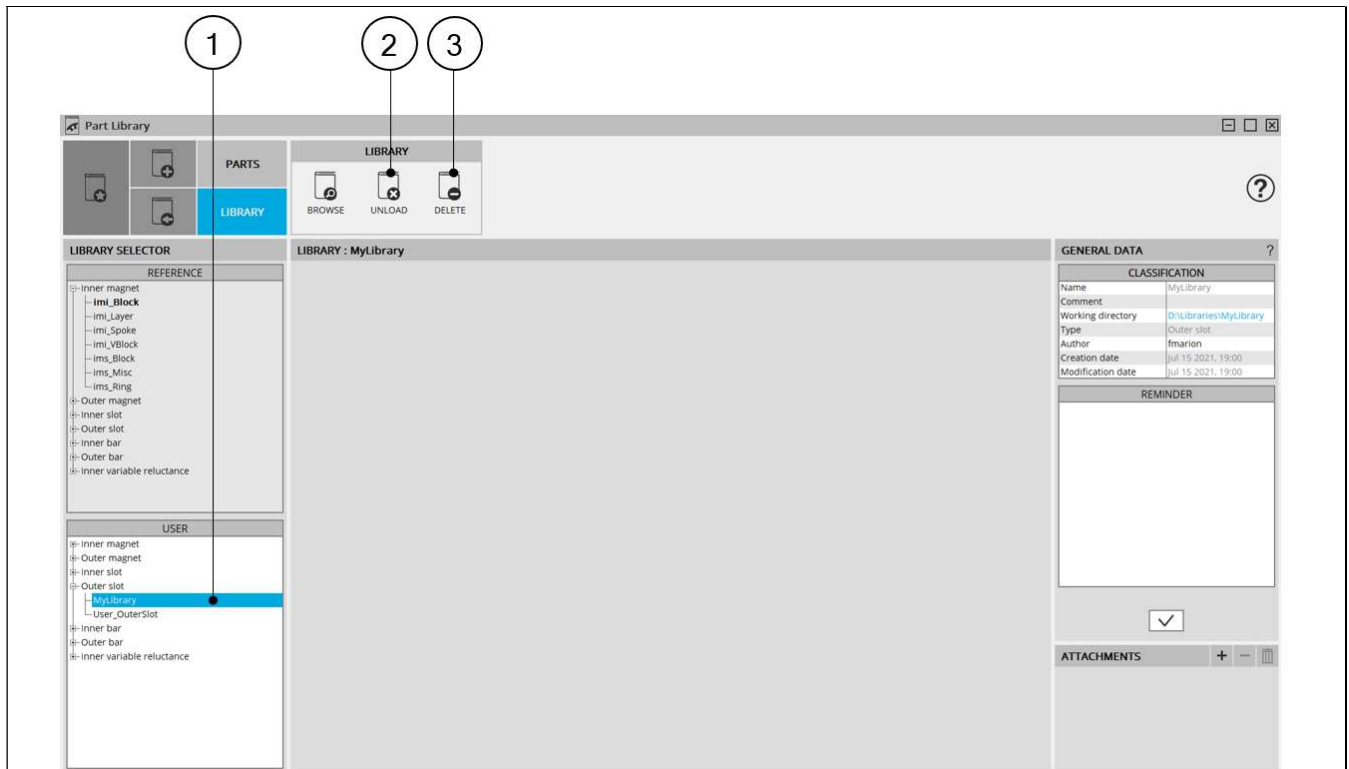 1
2
3
Part Library
PARTS
LIBRARY
LIBRARY
BROWSE
UNLOAD
DELETE
?
LIBRARY SELECTOR
REFERENCE
Inner magnet
imi_Block
imi_Layer
imi_Spoke
imi_VBlock
ims_Block
ims_Misc
ims_Ring
Outer magnet
Inner slot
Outer slot
Inner bar
Outer bar
Inner variable reluctance
USER
Inner magnet
Outer magnet
Inner slot
Outer slot
MyLibrary
User_OuterSlot
Inner bar
Outer bar
Inner variable reluctance
LIBRARY : MyLibrary
GENERAL DATA ?
CLASSIFICATION
Name MyLibrary
Comment
Working directory D:\Libraries\MyLibrary
Type Outer slot
Author fmarion
Creation date Jul 15 2021, 19:00
Modification date Jul 15 2021, 19:00
REMINDER
ATTACHMENTS + −